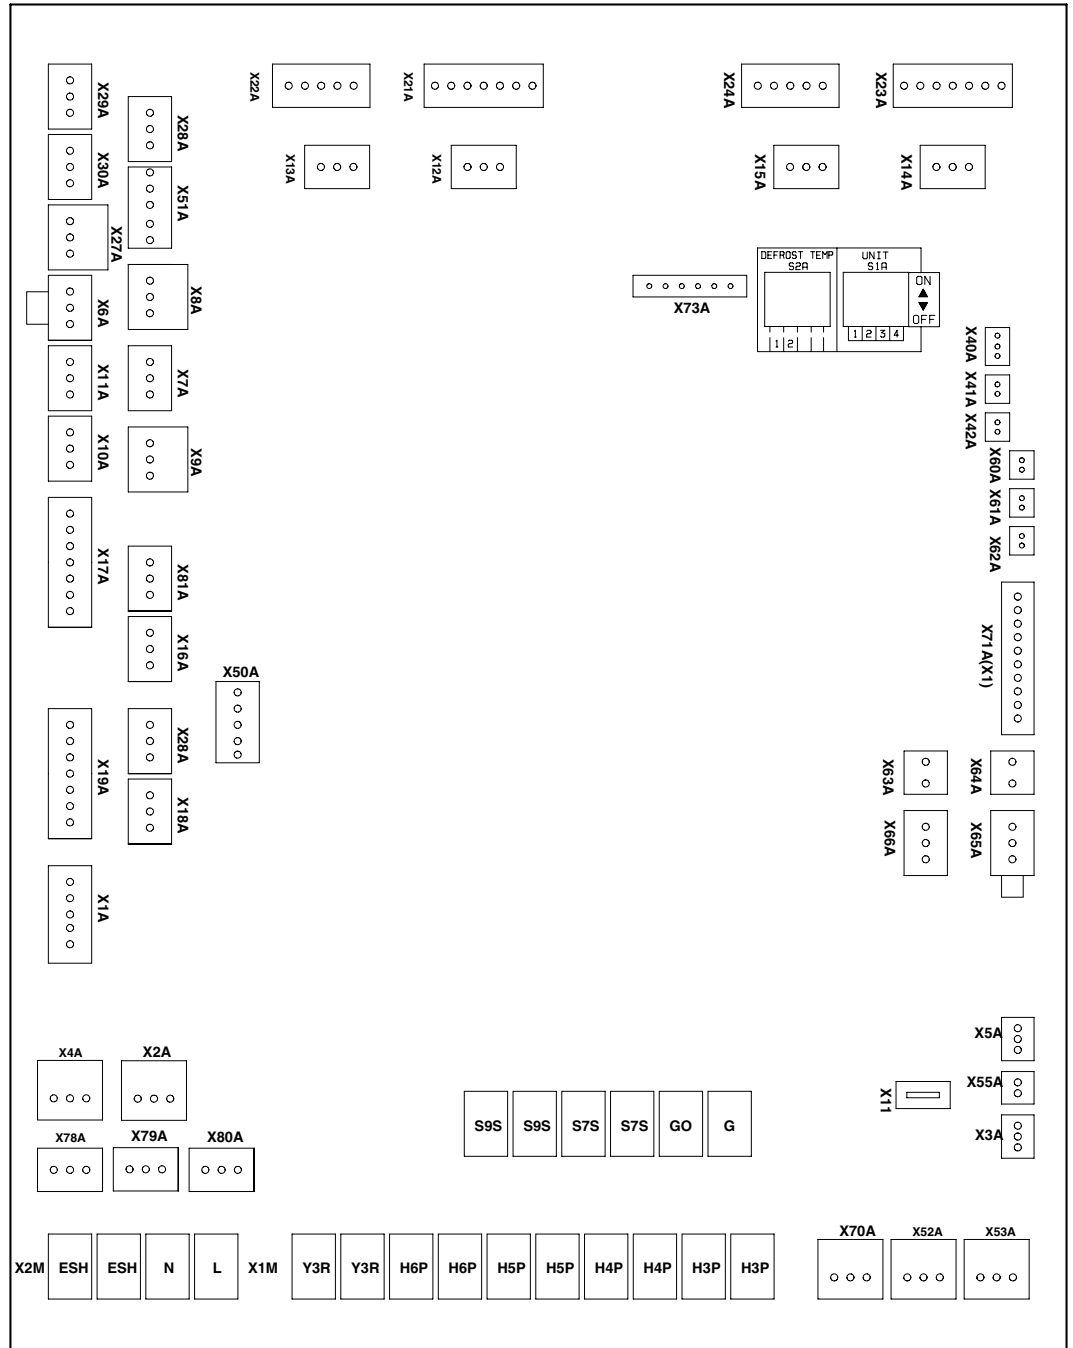 X22A
X21A
X24A
X23A
X29A
X28A
X13A
X12A
X15A
X14A
X30A
X51A
X27A
DEFROST TEMP
S2A
UNIT
S1A
X8A
ON
OFF
X6A
X73A
1 2
1 2 3 4
X40A
X11A
X7A
X41A
X42A
X10A
X9A
X60A
X61A
X62A
X17A
X81A
X16A
X71A(X1)
X50A
X19A
X28A
X63A
X64A
X18A
X66A
X65A
X1A
X5A
X4A
X2A
X55A
X11
X3A
S9S S9S S7S S7S GO G
X78A
X79A
X80A
X70A
X52A
X53A
X2M ESH ESH N L X1M Y3R Y3R H6P H6P H5P H5P H4P H4P H3P H3P